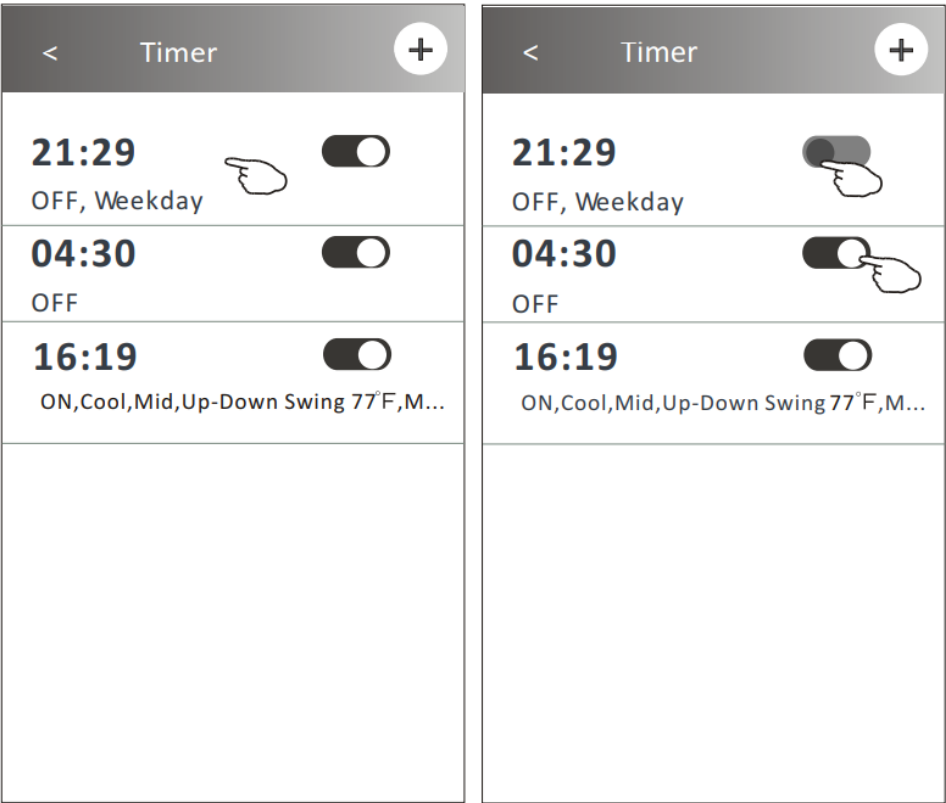 < Timer +
21:29
OFF, Weekday
04:30
OFF
16:19
ON,Cool,Mid,Up-Down Swing 77°F,M...
< Timer +
21:29
OFF, Weekday
04:30
OFF
16:19
ON,Cool,Mid,Up-Down Swing 77°F,M...